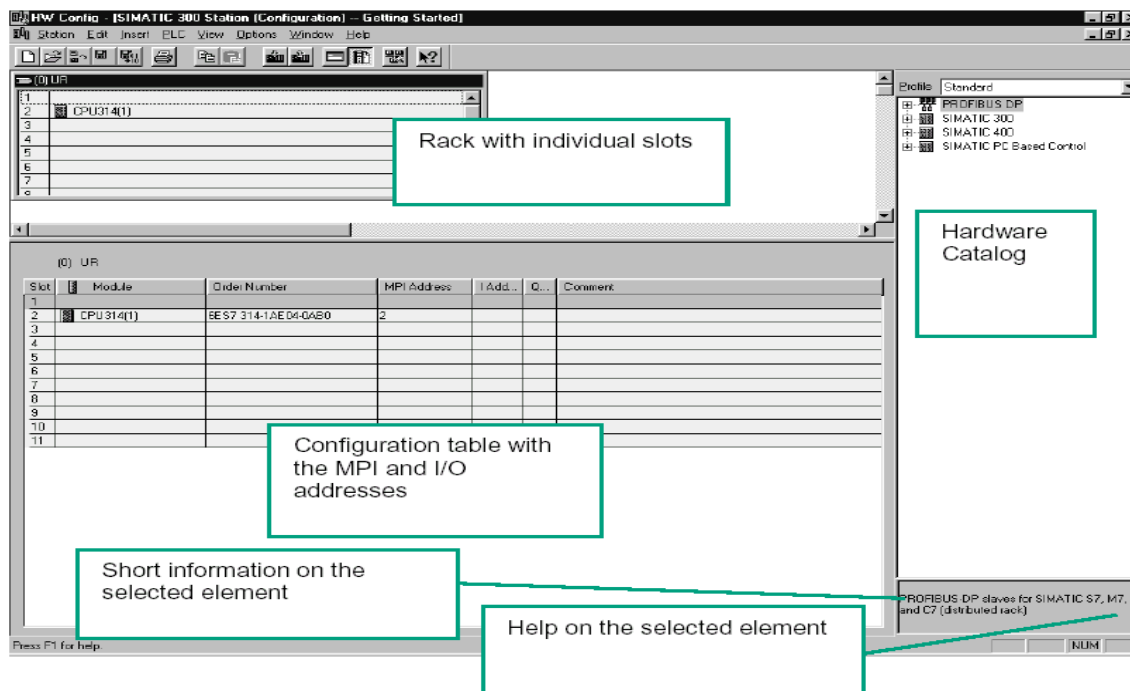 HW Config - [SIMATIC 300 Station (Configuration) -- Getting Started]
Station Edit Insert PLC View Options Window Help
(0) UR
1
2 CPU314(1)
3
4
5
6
7
Rack with individual slots
Profile Standard
PROFIBUS DP
SIMATIC 300
SIMATIC 400
SIMATIC PC Based Control
Hardware
Catalog
(0) UR
Slot Module Order Number MPI Address I Add... Q... Comment
1
2 CPU314(1) 6ES7 314-1AE04-0AB0 2
3
4
5
6
7
8
9
10
11
Configuration table with
the MPI and I/O
addresses
Short information on the
selected element
Help on the selected element
PROFIBUS-DP slaves for SIMATIC S7, M7,
and C7 (distributed rack)
Press F1 for help.
NUM